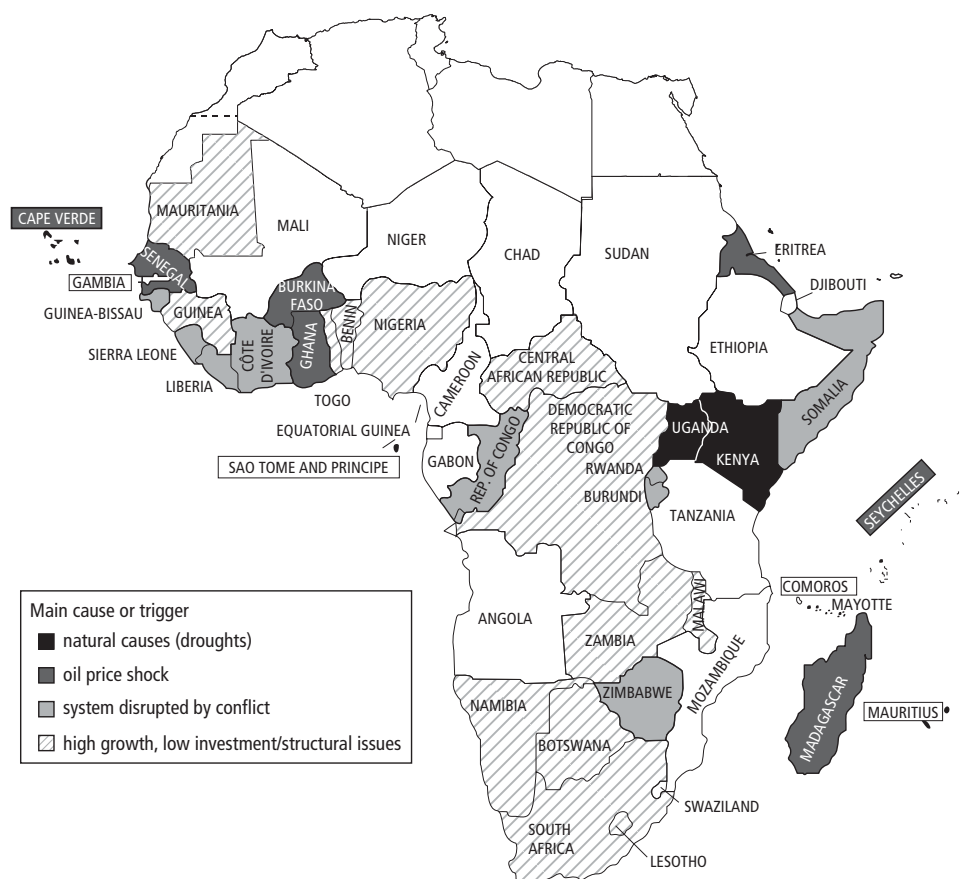 MAURITANIA
CAPE VERDE
MALI
NIGER
CHAD
SUDAN
ERITREA
SENEGAL
GAMBIA
BURKINA
FASO
DJIBOUTI
GUINEA-BISSAU
GUINEA
BENIN
NIGERIA
CÔTE
D'IVOIRE
GHANA
ETHIOPIA
SIERRA LEONE
CENTRAL
AFRICAN REPUBLIC
CAMEROON
LIBERIA
TOGO
SOMALIA
DEMOCRATIC
REPUBLIC OF
CONGO
EQUATORIAL GUINEA
UGANDA
KENYA
REP. OF CONGO
GABON
SAO TOME AND PRINCIPE
RWANDA
BURUNDI
TANZANIA
SEYCHELLES
COMOROS
MAYOTTE
ANGOLA
MALAWI
ZAMBIA
MOZAMBIQUE
ZIMBABWE
NAMIBIA
MADAGASCAR
MAURITIUS
BOTSWANA
SWAZILAND
SOUTH
AFRICA
LESOTHO
Main cause or trigger
natural causes (droughts)
oil price shock
system disrupted by conflict
high growth, low investment/structural issues